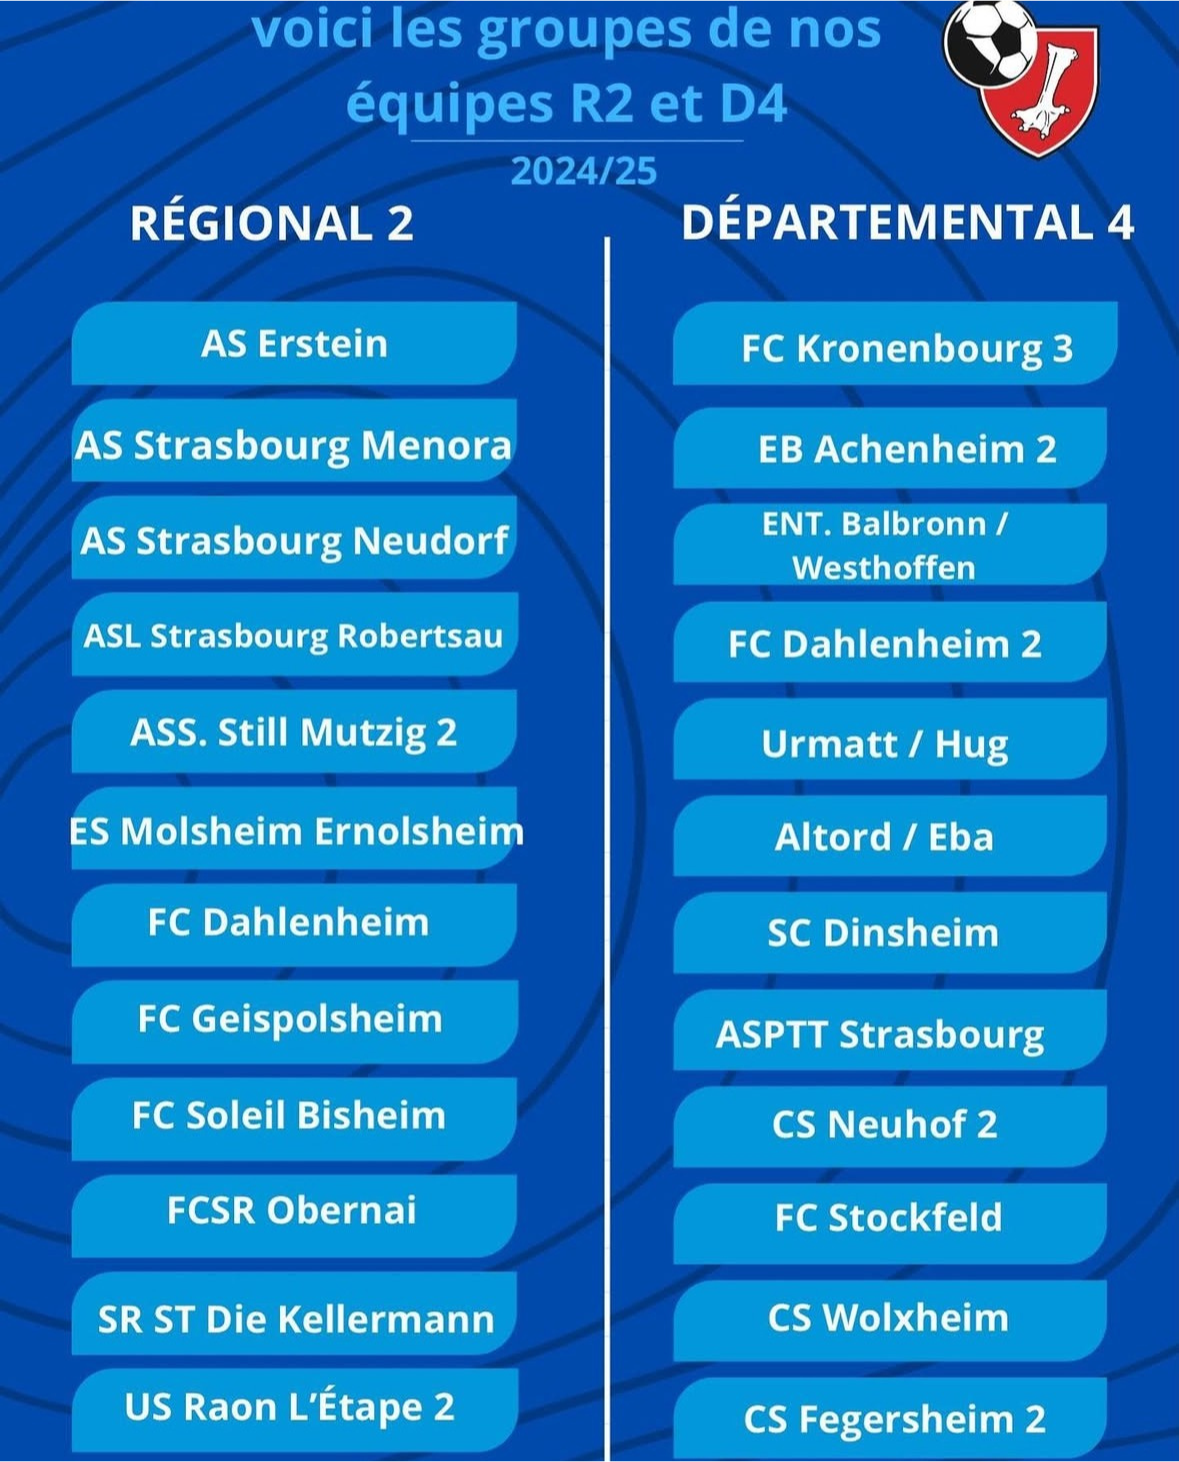 voici les groupes de nos
équipes R2 et D4
2024/25
RÉGIONAL 2
AS Erstein
AS Strasbourg Menora
AS Strasbourg Neudorf
ASL Strasbourg Robertsau
ASS. Still Mutzig 2
ES Molsheim Ernolsheim
FC Dahlenheim
FC Geispolsheim
FC Soleil Bisheim
FCSR Obernai
SR ST Die Kellermann
US Raon L’Étape 2
DÉPARTEMENTAL 4
FC Kronenbourg 3
EB Achenheim 2
ENT. Balbronn /
Westhoffen
FC Dahlenheim 2
Urmatt / Hug
Altord / Eba
SC Dinsheim
ASPTT Strasbourg
CS Neuhof 2
FC Stockfeld
CS Wolxheim
CS Fegersheim 2